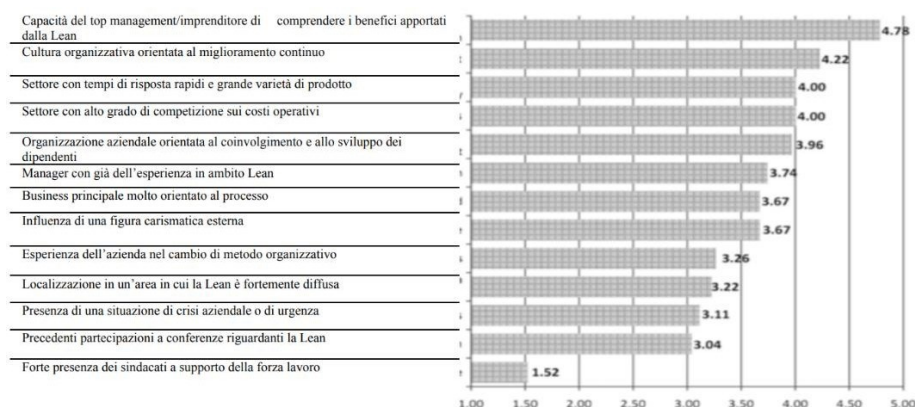 Capacità del top management/imprenditore di comprendere i benefici apportati
dalla Lean
4.78
Cultura organizzativa orientata al miglioramento continuo
4.22
Settore con tempi di risposta rapidi e grande varietà di prodotto
4.00
Settore con alto grado di competizione sui costi operativi
4.00
Organizzazione aziendale orientata al coinvolgimento e allo sviluppo dei
dipendenti
3.96
Manager con già dell'esperienza in ambito Lean
3.74
Business principale molto orientato al processo
3.67
Influenza di una figura carismatica esterna
3.67
Esperienza dell'azienda nel cambio di metodo organizzativo
3.26
Localizzazione in un'area in cui la Lean è fortemente diffusa
3.22
Presenza di una situazione di crisi aziendale o di urgenza
3.11
Precedenti partecipazioni a conferenze riguardanti la Lean
3.04
Forte presenza dei sindacati a supporto della forza lavoro
1.52
1.00 1.50 2.00 2.50 3.00 3.50 4.00 4.50 5.00